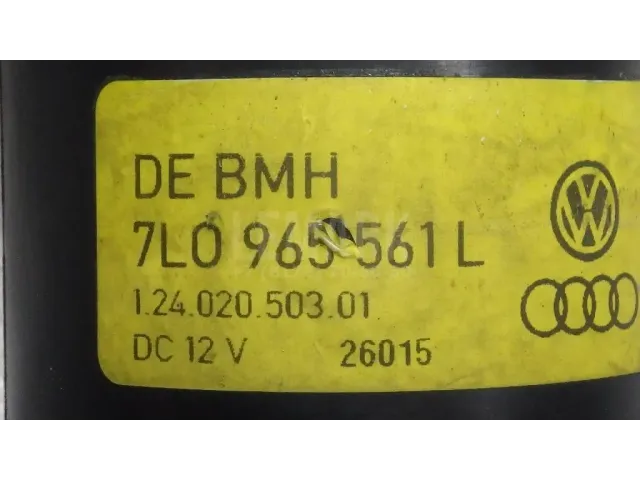 DE BMH
7L0 965 561 L
1.24.020.503.01
DC 12 V 26015